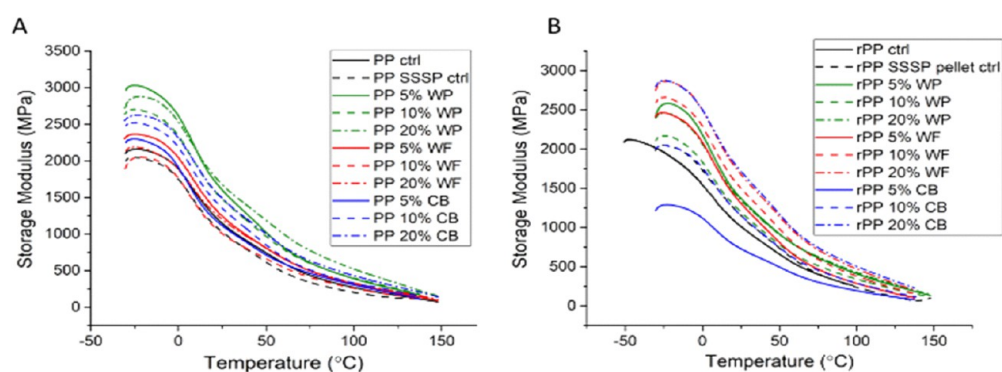 A
3500
3000
2500
2000
1500
1000
500
0
Storage Modulus (MPa)
-50
0
50
100
150
Temperature (°C)
PP ctrl
PP SSSP ctrl
PP 5% WP
PP 10% WP
PP 20% WP
PP 5% WF
PP 10% WF
PP 20% WF
PP 5% CB
PP 10% CB
PP 20% CB
B
3000
2500
2000
1500
1000
500
0
Storage Modulus (MPa)
-50
0
50
100
150
Temperature (°C)
rPP ctrl
rPP SSSP pellet ctrl
rPP 5% WP
rPP 10% WP
rPP 20% WP
rPP 5% WF
rPP 10% WF
rPP 20% WF
rPP 5% CB
rPP 10% CB
rPP 20% CB